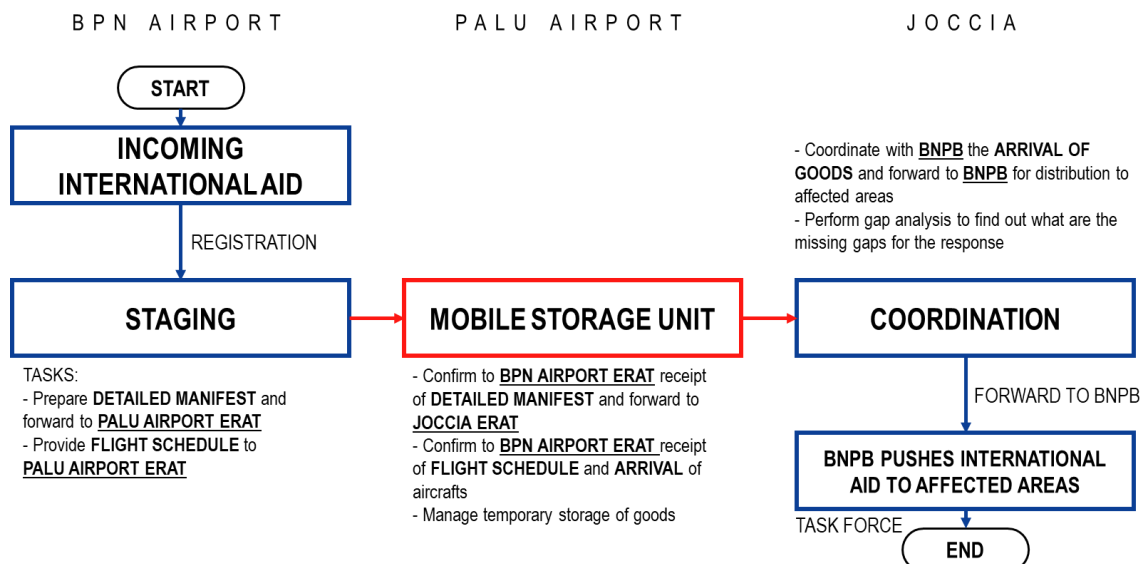 BPN AIRPORT
PALU AIRPORT
JOCCIA
START
INCOMING
INTERNATIONAL AID
REGISTRATION
STAGING
TASKS:
- Prepare DETAILED MANIFEST and
forward to PALU AIRPORT ERAT
- Provide FLIGHT SCHEDULE to
PALU AIRPORT ERAT
MOBILE STORAGE UNIT
- Confirm to BPN AIRPORT ERAT receipt
of DETAILED MANIFEST and forward to
JOCCIA ERAT
- Confirm to BPN AIRPORT ERAT receipt
of FLIGHT SCHEDULE and ARRIVAL of
aircrafts
- Manage temporary storage of goods
- Coordinate with BNPB the ARRIVAL OF
GOODS and forward to BNPB for distribution to
affected areas
- Perform gap analysis to find out what are the
missing gaps for the response
COORDINATION
FORWARD TO BNPB
BNPB PUSHES INTERNATIONAL
AID TO AFFECTED AREAS
TASK FORCE
END